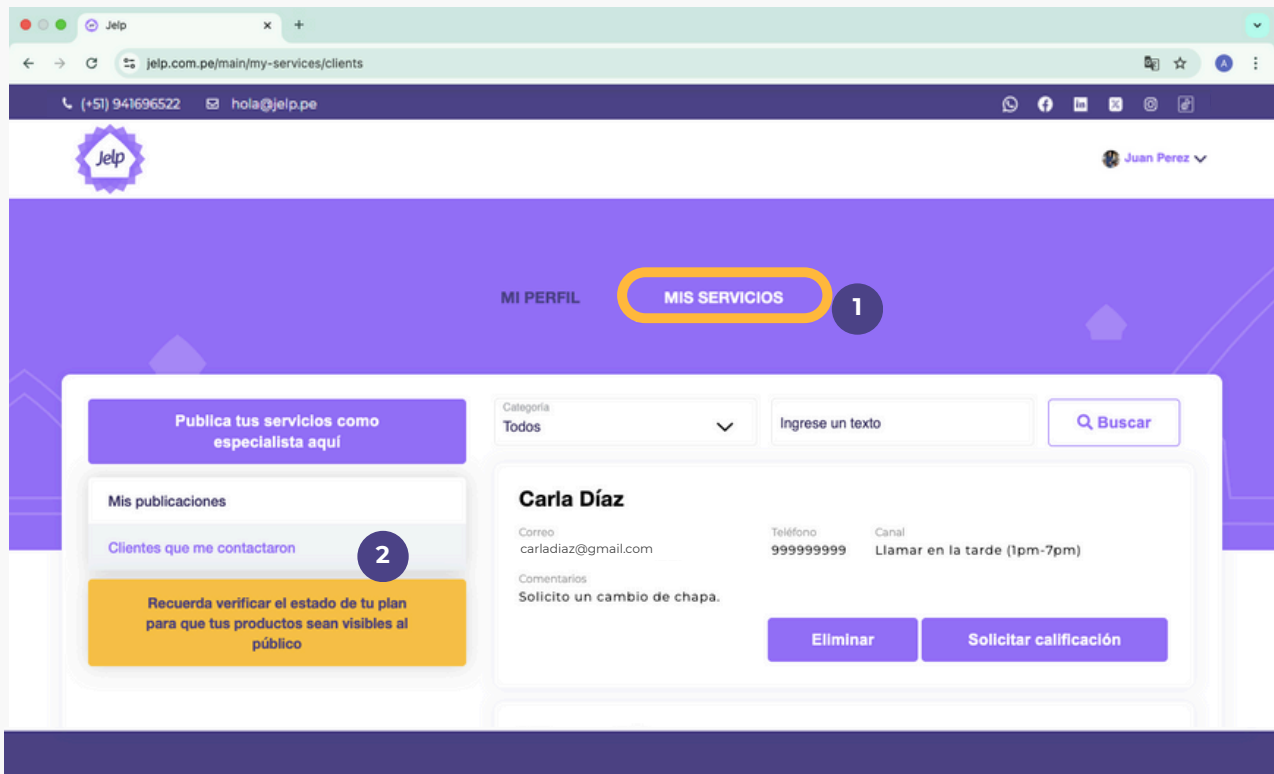 Jelp
jelp.com.pe/main/my-services/clients
A
(+51) 941696522 hola@jelp.pe
Jelp
Juan Perez
MI PERFIL MIS SERVICIOS 1
Publica tus servicios como
especialista aquí
Mis publicaciones
Clientes que me contactaron 2
Recuerda verificar el estado de tu plan
para que tus productos sean visibles al
público
Categoría
Todos
Ingrese un texto
Buscar
Carla Díaz
Correo Teléfono Canal
carladiaz@gmail.com 999999999 Llamar en la tarde (1pm-7pm)
Comentarios
Solicito un cambio de chapa.
Eliminar Solicitar calificación